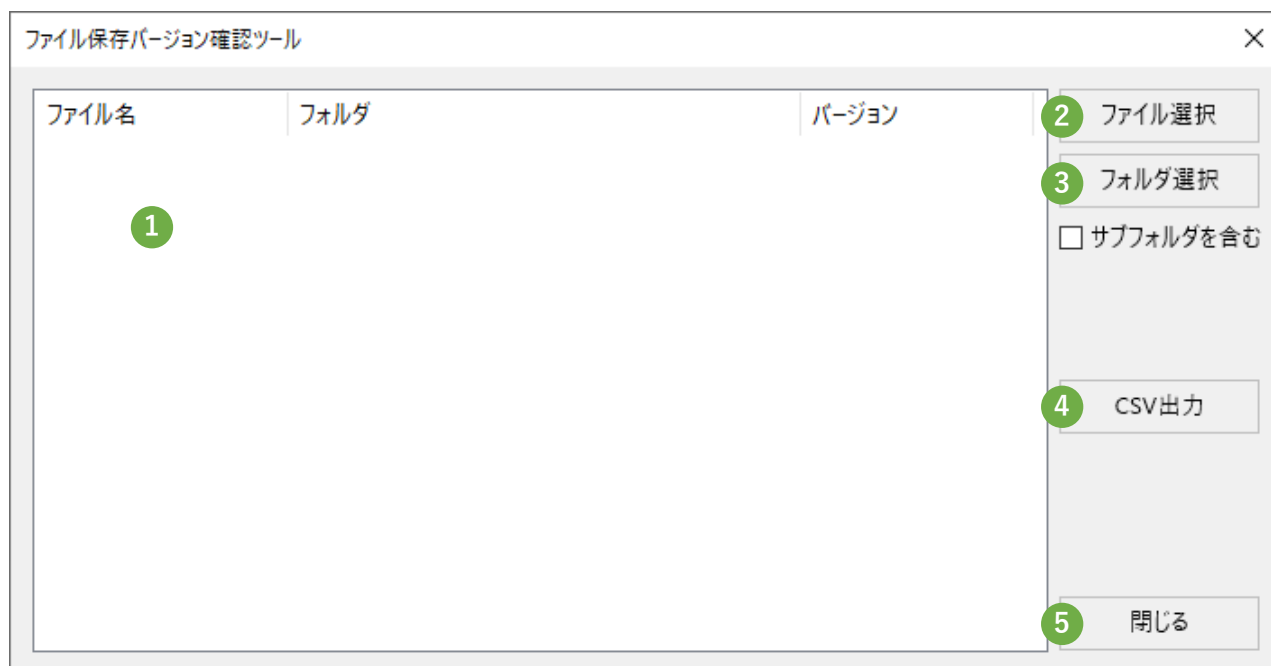 ファイル保存バージョン確認ツール
ファイル名 フォルダ バージョン
1
2 ファイル選択
3 フォルダ選択
サブフォルダを含む
4 CSV出力
5 閉じる